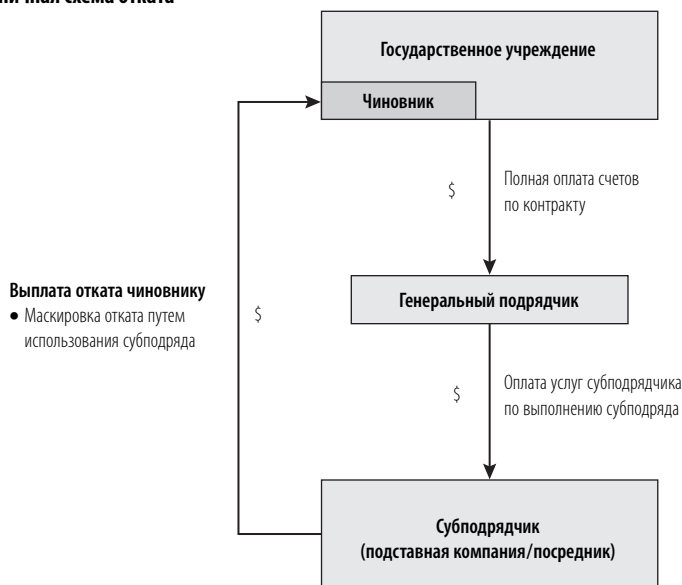 Государственное учреждение
Чиновник
$
Полная оплата счетов
по контракту
Выплата отката чиновнику
• Маскировка отката путем
использования субподряда
$
Генеральный подрядчик
$
Оплата услуг субподрядчика
по выполнению субподряда
Субподрядчик
(подставная компания/посредник)